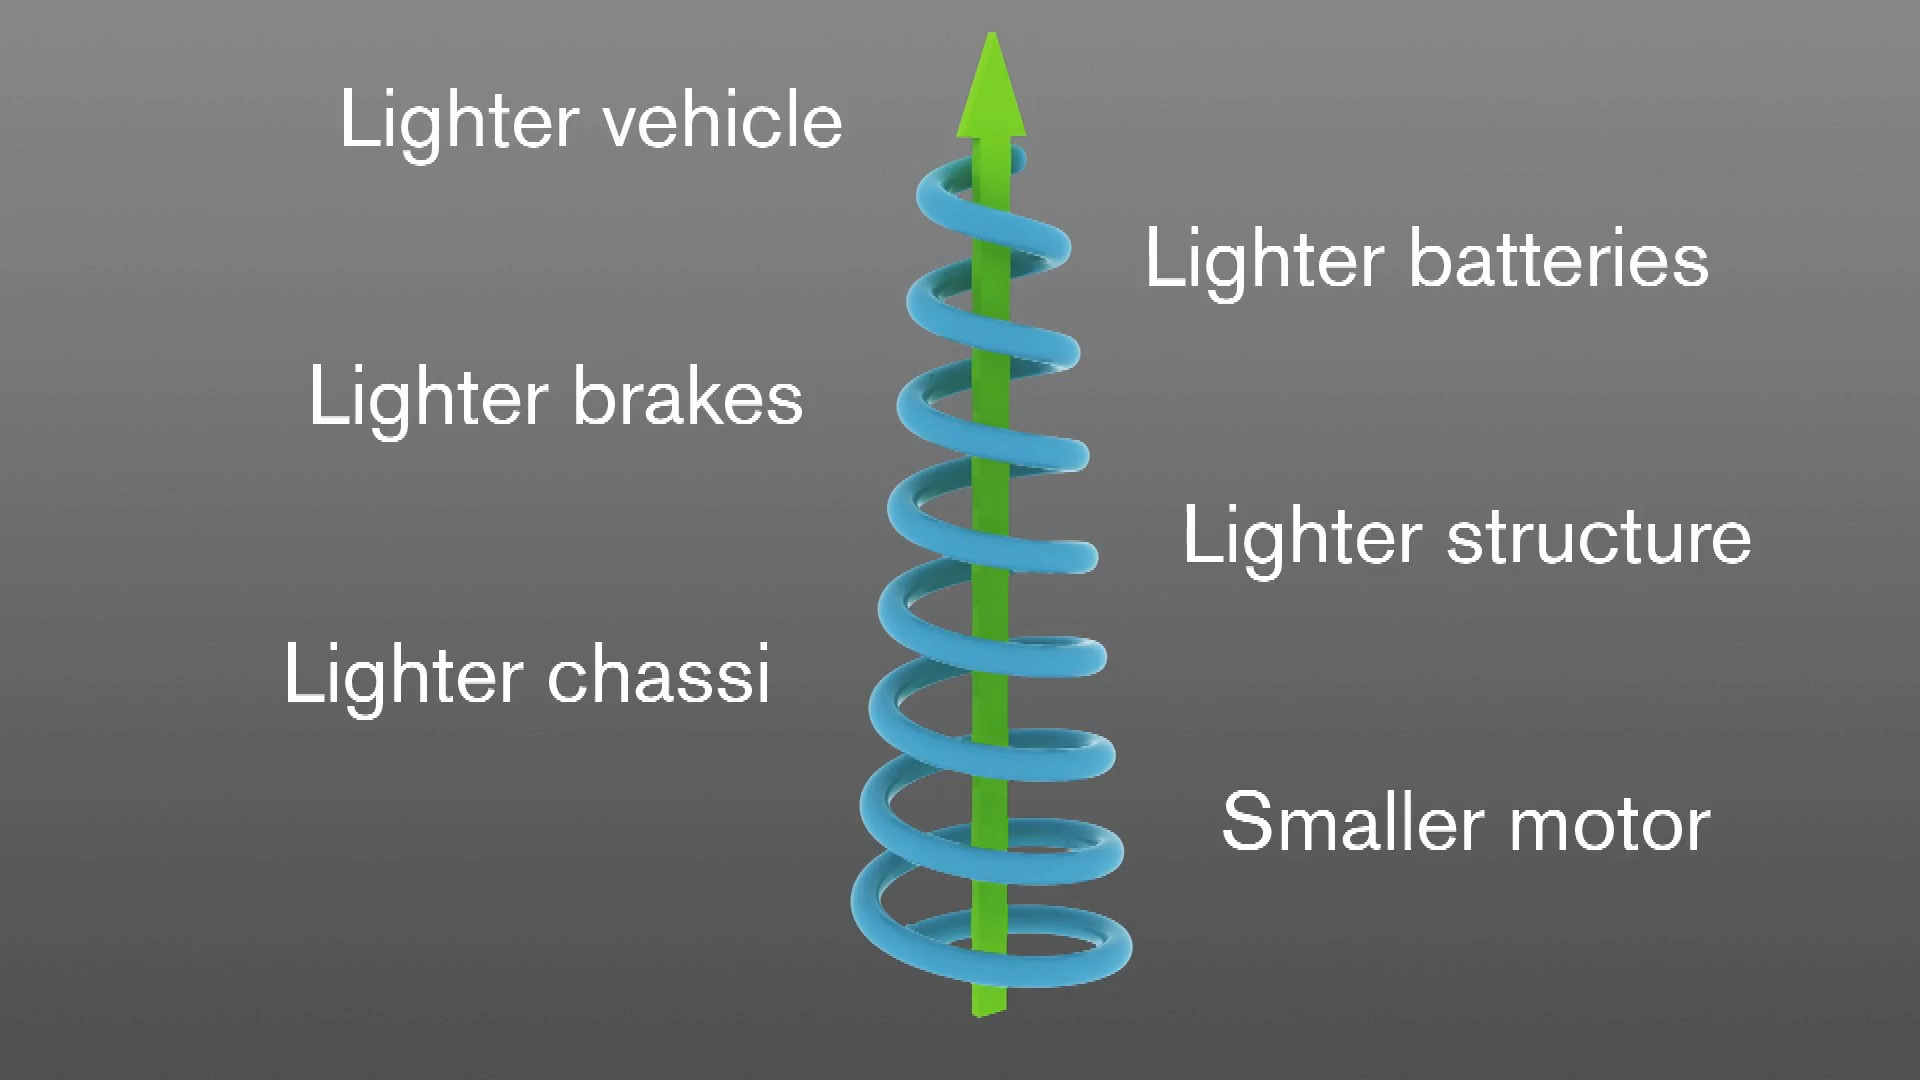 Lighter vehicle
Lighter batteries
Lighter brakes
Lighter structure
Lighter chassi
Smaller motor